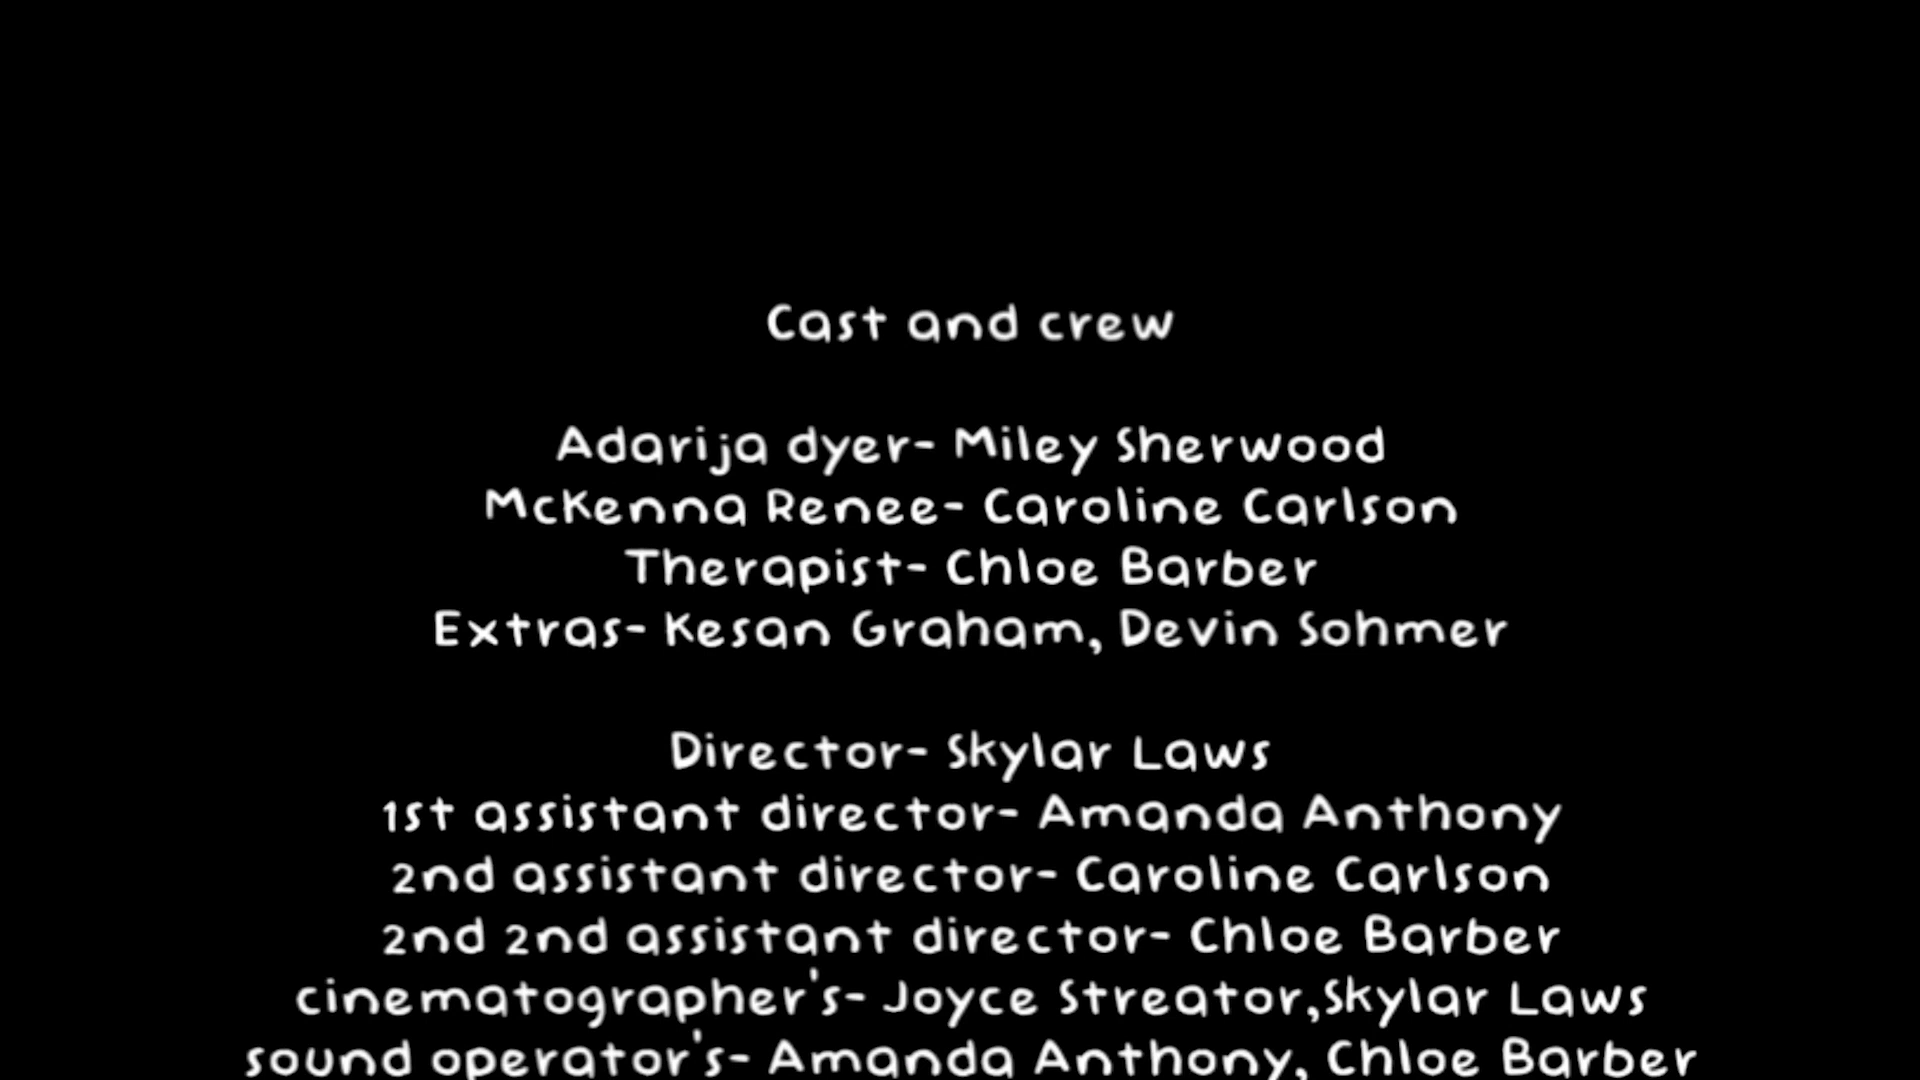 Cast and crew
Adarija dyer- Miley Sherwood
McKenna Renee- Caroline Carlson
Therapist- Chloe Barber
Extras- Kesan Graham, Devin Sohmer
Director- Skylar Laws
1st assistant director- Amanda Anthony
2nd assistant director- Caroline Carlson
2nd 2nd assistant director- Chloe Barber
cinematographer's- Joyce Streator,Skylar Laws
sound operator's- Amanda Anthony, Chloe Barber